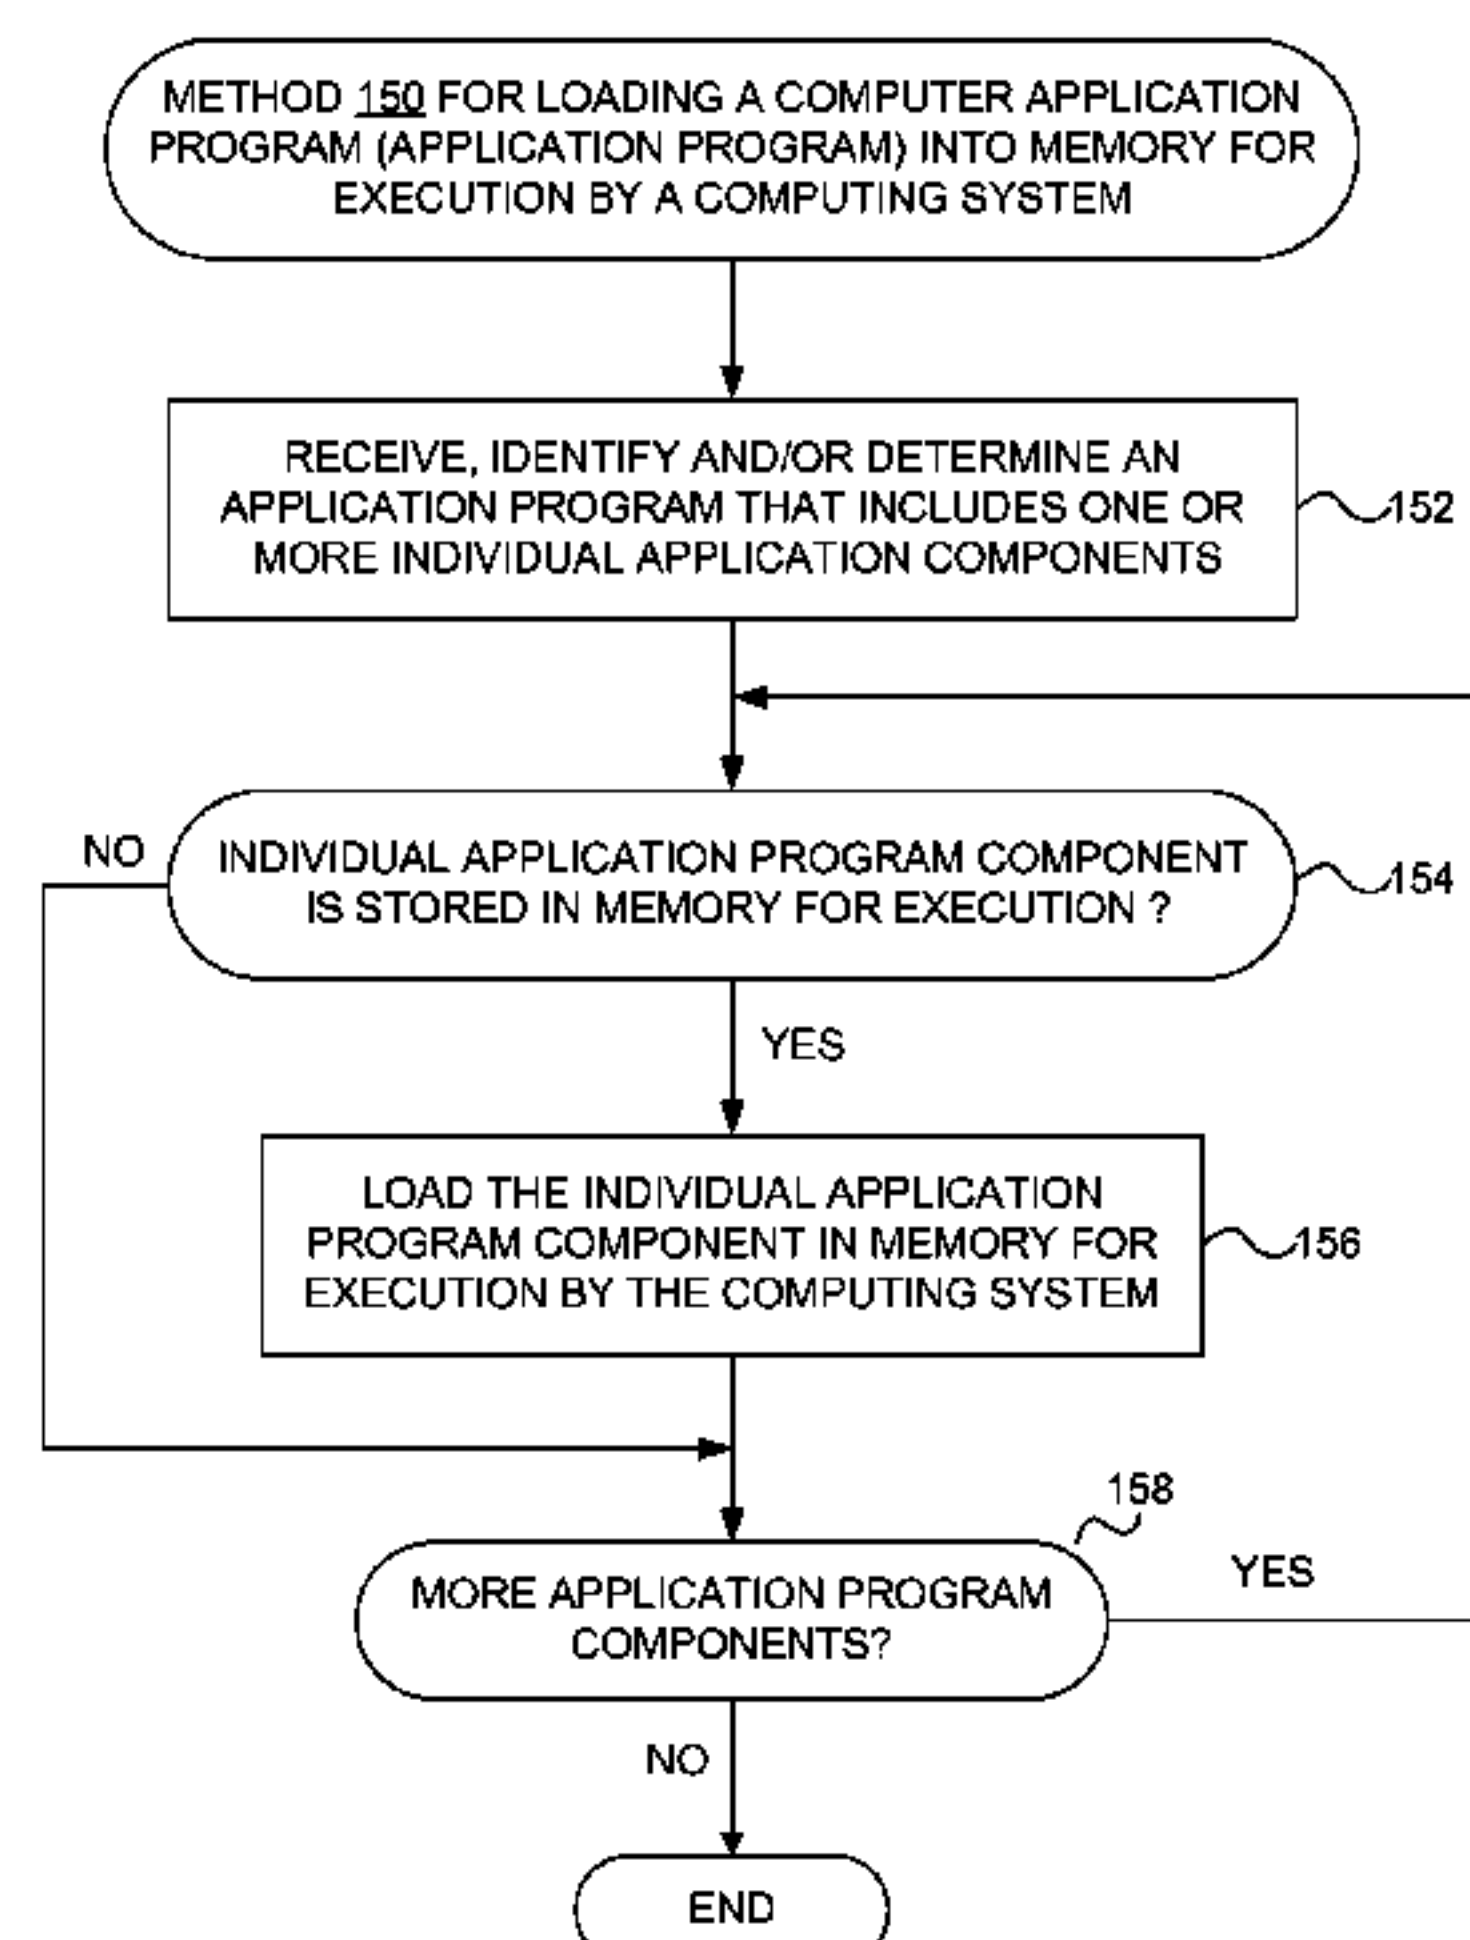 METHOD 150 FOR LOADING A COMPUTER APPLICATION
PROGRAM (APPLICATION PROGRAM) INTO MEMORY FOR
EXECUTION BY A COMPUTING SYSTEM
RECEIVE, IDENTIFY AND/OR DETERMINE AN
APPLICATION PROGRAM THAT INCLUDES ONE OR
MORE INDIVIDUAL APPLICATION COMPONENTS
152
NO
INDIVIDUAL APPLICATION PROGRAM COMPONENT
IS STORED IN MEMORY FOR EXECUTION ?
154
YES
LOAD THE INDIVIDUAL APPLICATION
PROGRAM COMPONENT IN MEMORY FOR
EXECUTION BY THE COMPUTING SYSTEM
156
158
MORE APPLICATION PROGRAM
COMPONENTS?
YES
NO
END